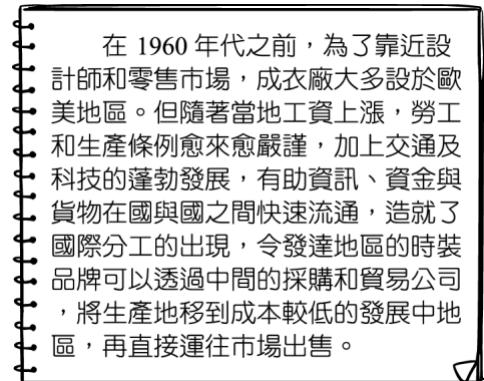 在 1960 年代之前，為了靠近設
計師和零售市場，成衣廠大多設於歐
美地區。但隨著當地工資上漲，勞工
和生產條例愈來愈嚴謹，加上交通及
科技的蓬勃發展，有助資訊、資金與
貨物在國與國之間快速流通，造就了
國際分工的出現，令發達地區的時裝
品牌可以透過中間的採購和貿易公司
，將生產地移到成本較低的發展中地
區，再直接運往市場出售。